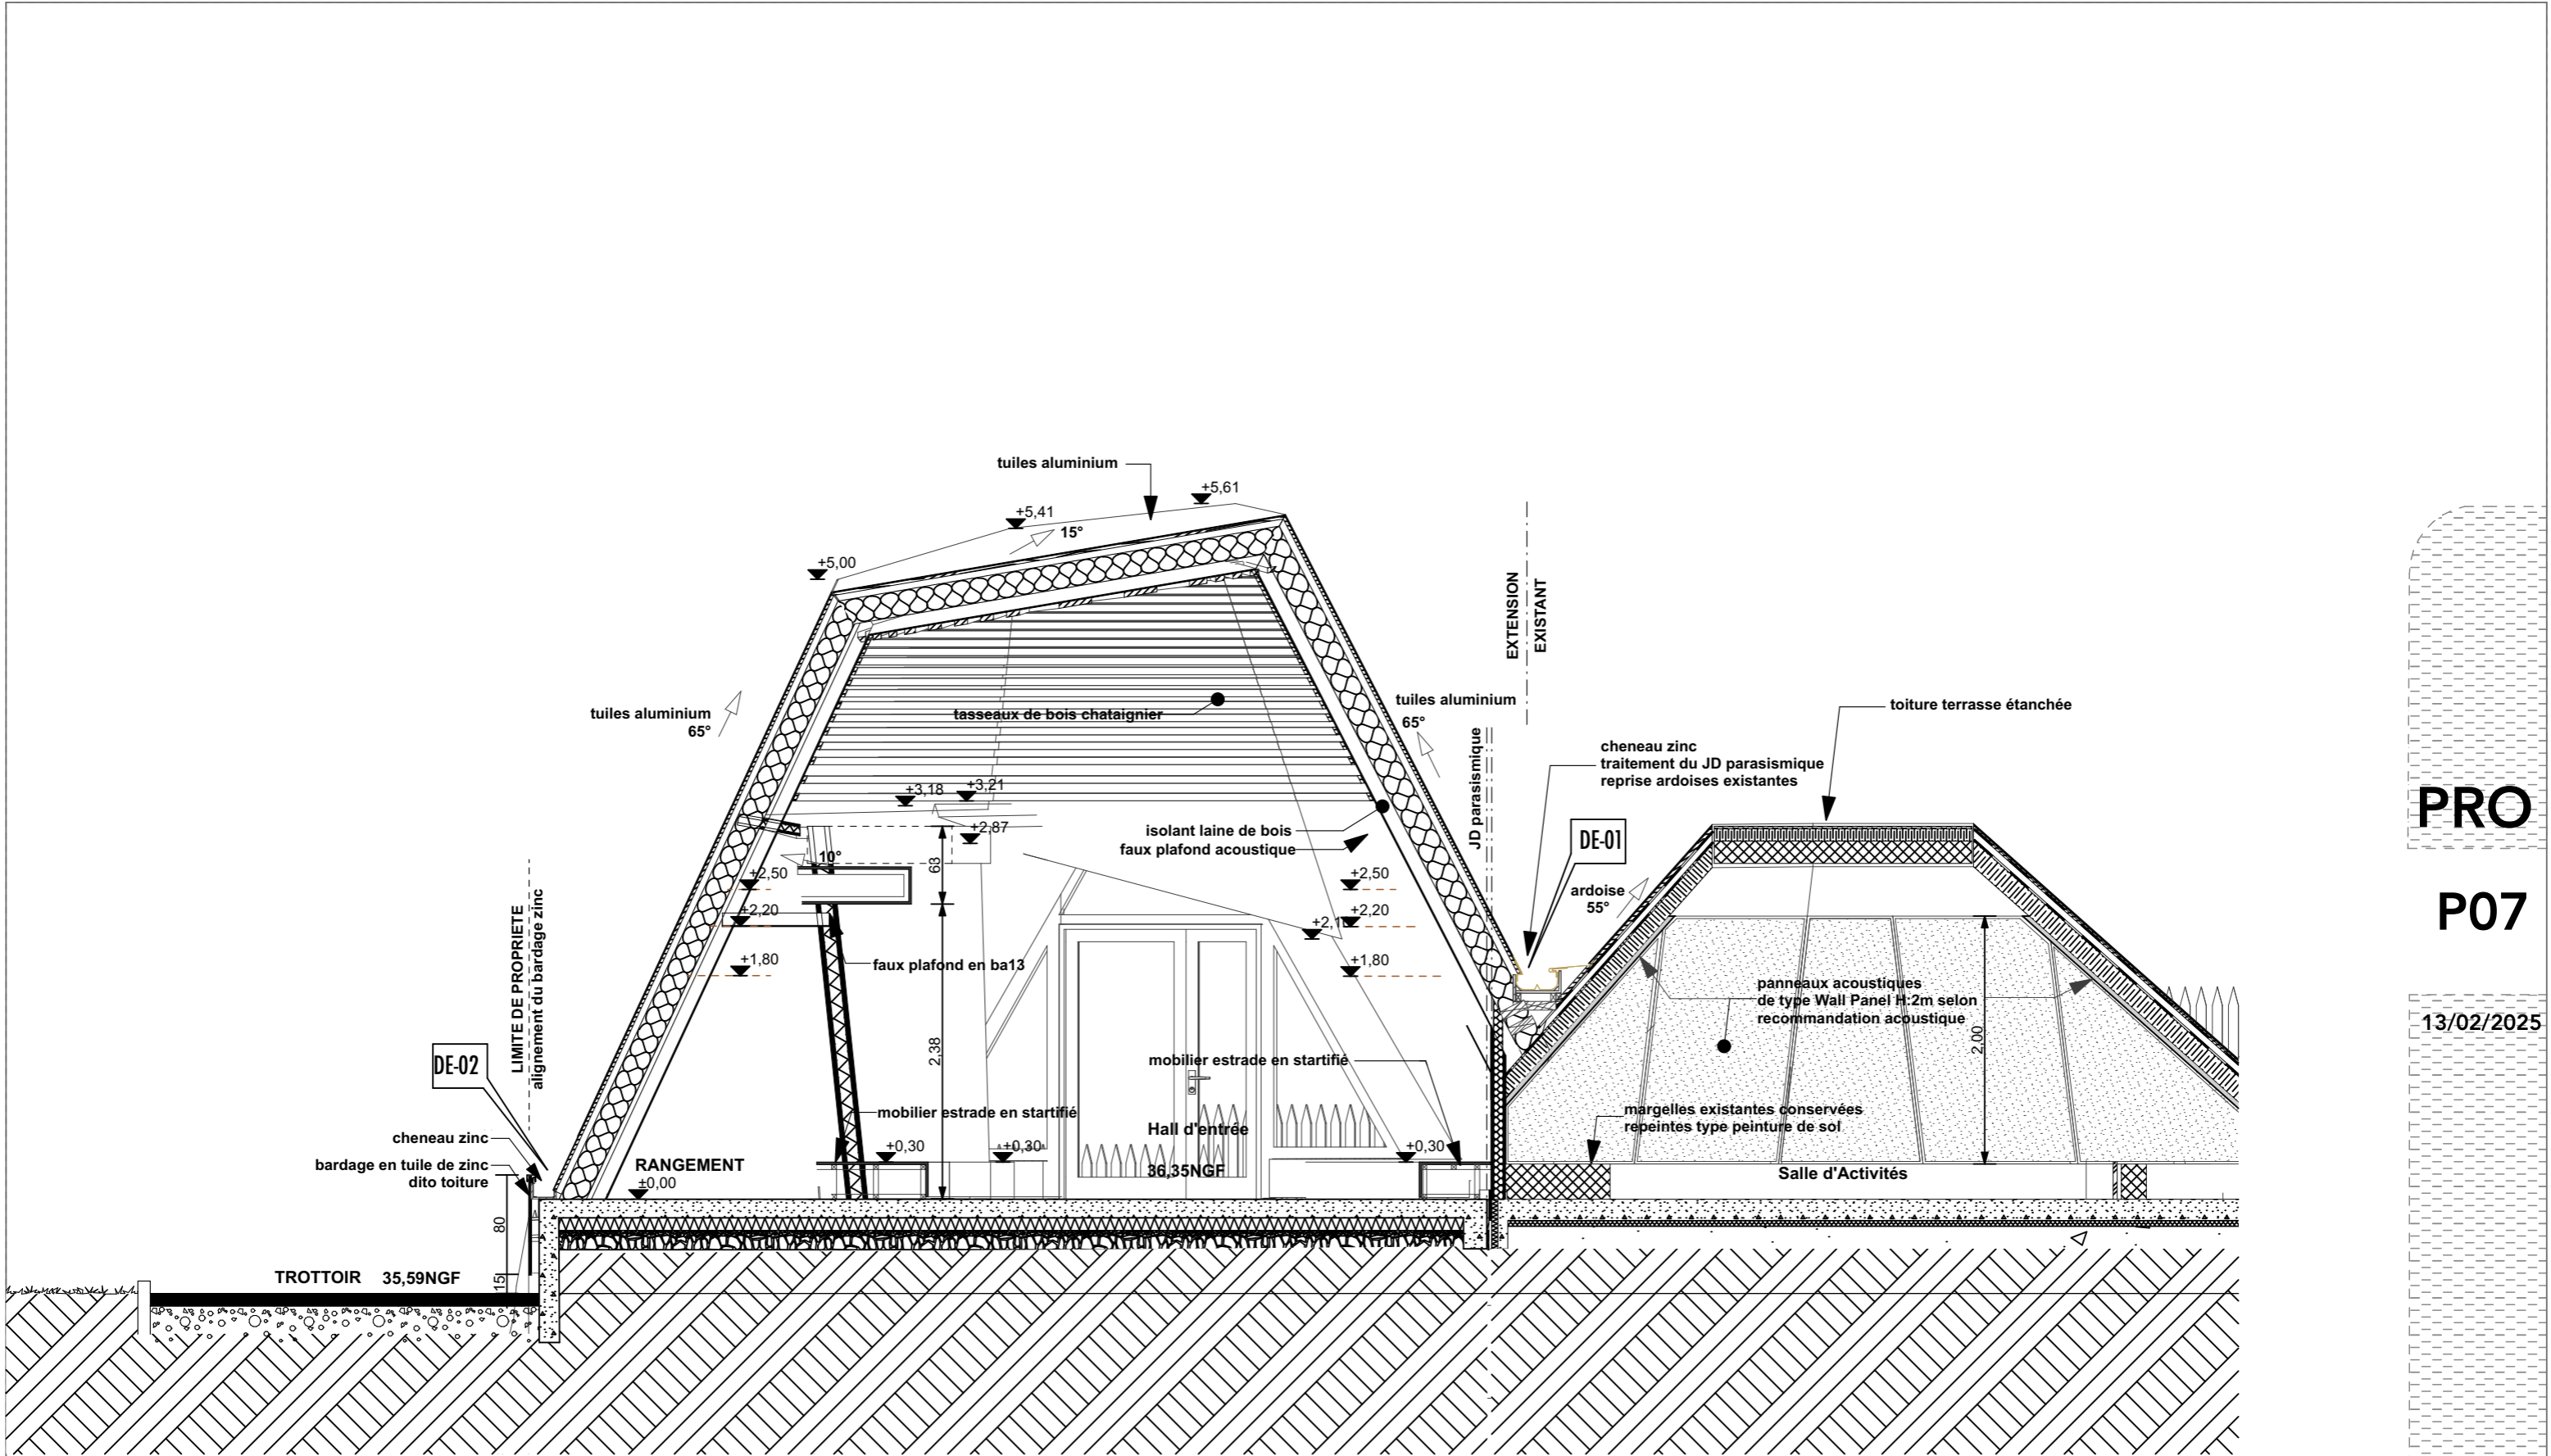 tuiles aluminium
+5,61
+5,41
15°
+5,00
EXTENSION
EXISTANT
tuiles aluminium
65°
tasseaux de bois chataignier
tuiles aluminium
65°
JD parasismique
toiture terrasse étanchée
cheneau zinc
traitement du JD parasismique
reprise ardoises existantes
+3,18
+3,21
+2,87
isolant laine de bois
faux plafond acoustique
DE-01
PRO
10°
63
+2,50
+2,50
ardoise
55°
LIMITE DE PROPRIETE
alignement du bardage zinc
+2,20
+2,20
P07
faux plafond en ba13
+1,80
+1,80
panneaux acoustiques
de type Wall Panel H:2m selon
recommandation acoustique
2,00
13/02/2025
2,38
DE-02
mobilier estrade en startifié
mobilier estrade en startifié
margelles existantes conservées
repeintes type peinture de sol
cheneau zinc
bardage en tuile de zinc
dito toiture
Hall d'entrée
+0,30
+0,30
+0,30
RANGEMENT
±0,00
36,35NGF
Salle d'Activités
80
15
TROTTOIR 35,59NGF